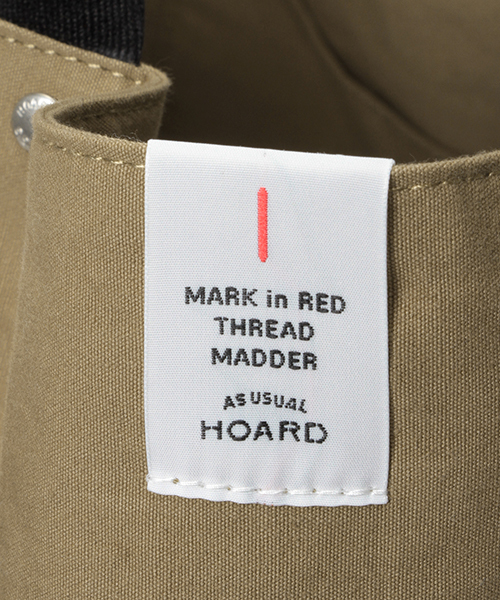 MARK in RED
THREAD
MADDER
AS USUAL
HOARD